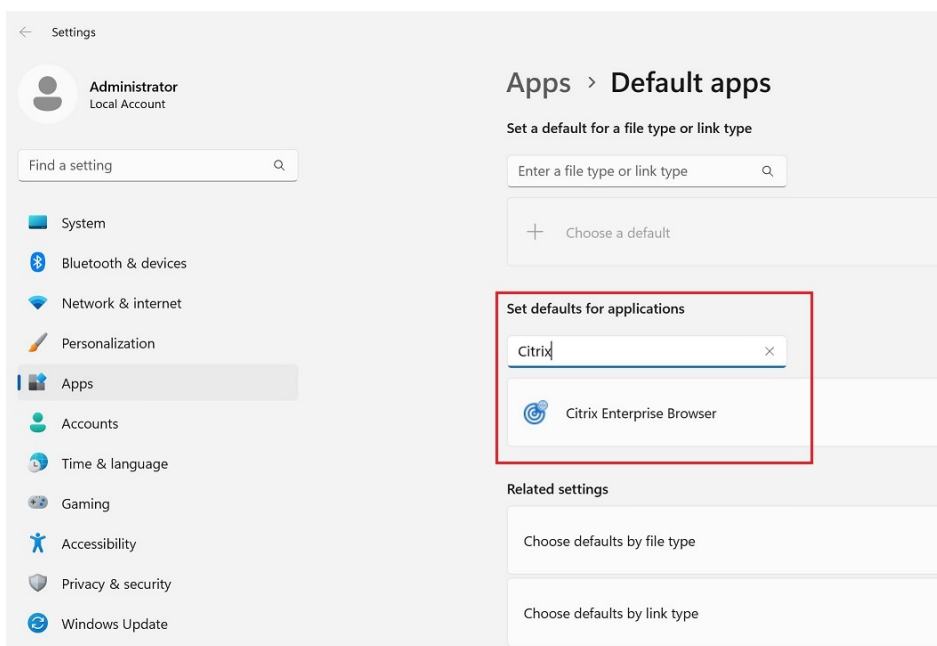 Settings
Administrator
Local Account
Find a setting
System
Bluetooth & devices
Network & internet
Personalization
Apps
Accounts
Time & language
Gaming
Accessibility
Privacy & security
Windows Update
Apps > Default apps
Set a default for a file type or link type
Enter a file type or link type
Choose a default
Set defaults for applications
Citrix
Citrix Enterprise Browser
Related settings
Choose defaults by file type
Choose defaults by link type